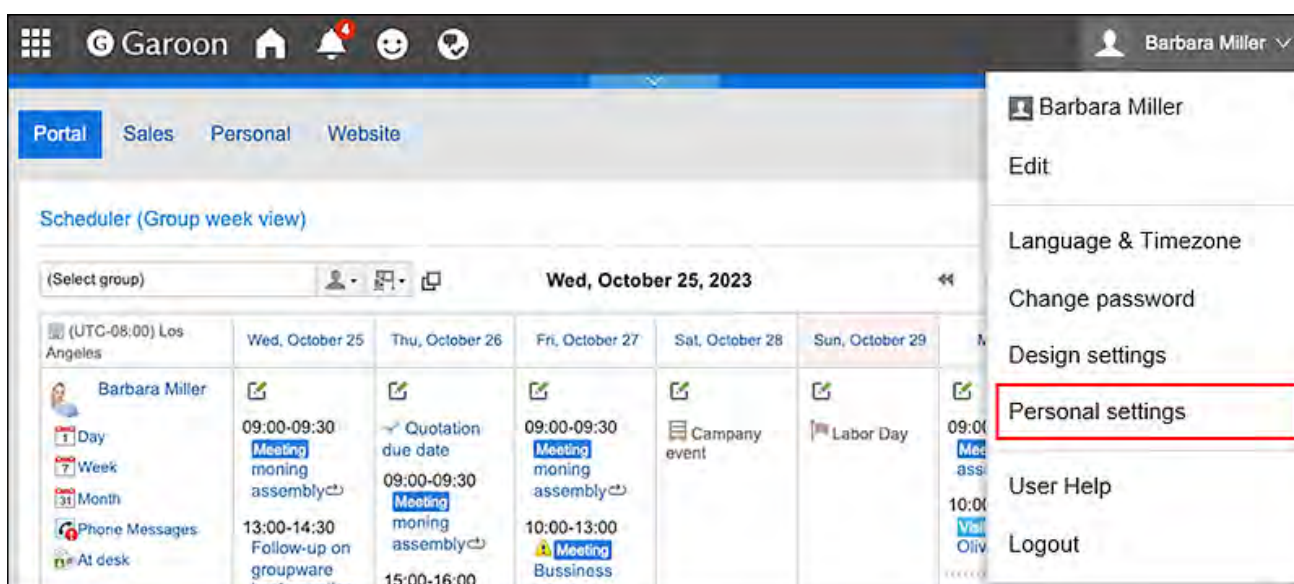 Garoon
4
Barbara Miller
Barbara Miller
Edit
Language & Timezone
Change password
Design settings
Personal settings
User Help
Logout
Portal Sales Personal Website
Scheduler (Group week view)
(Select group)
Wed, October 25, 2023
(UTC-08:00) Los
Angeles
Wed, October 25
Thu, October 26
Fri, October 27
Sat, October 28
Sun, October 29
Barbara Miller
1 Day
7 Week
31 Month
Phone Messages
At desk
09:00-09:30
Meeting
moning
assembly
13:00-14:30
Follow-up on
groupware
Quotation
due date
09:00-09:30
Meeting
moning
assembly
15:00-16:00
09:00-09:30
Meeting
moning
assembly
10:00-13:00
Meeting
Bussiness
Campany
event
Labor Day